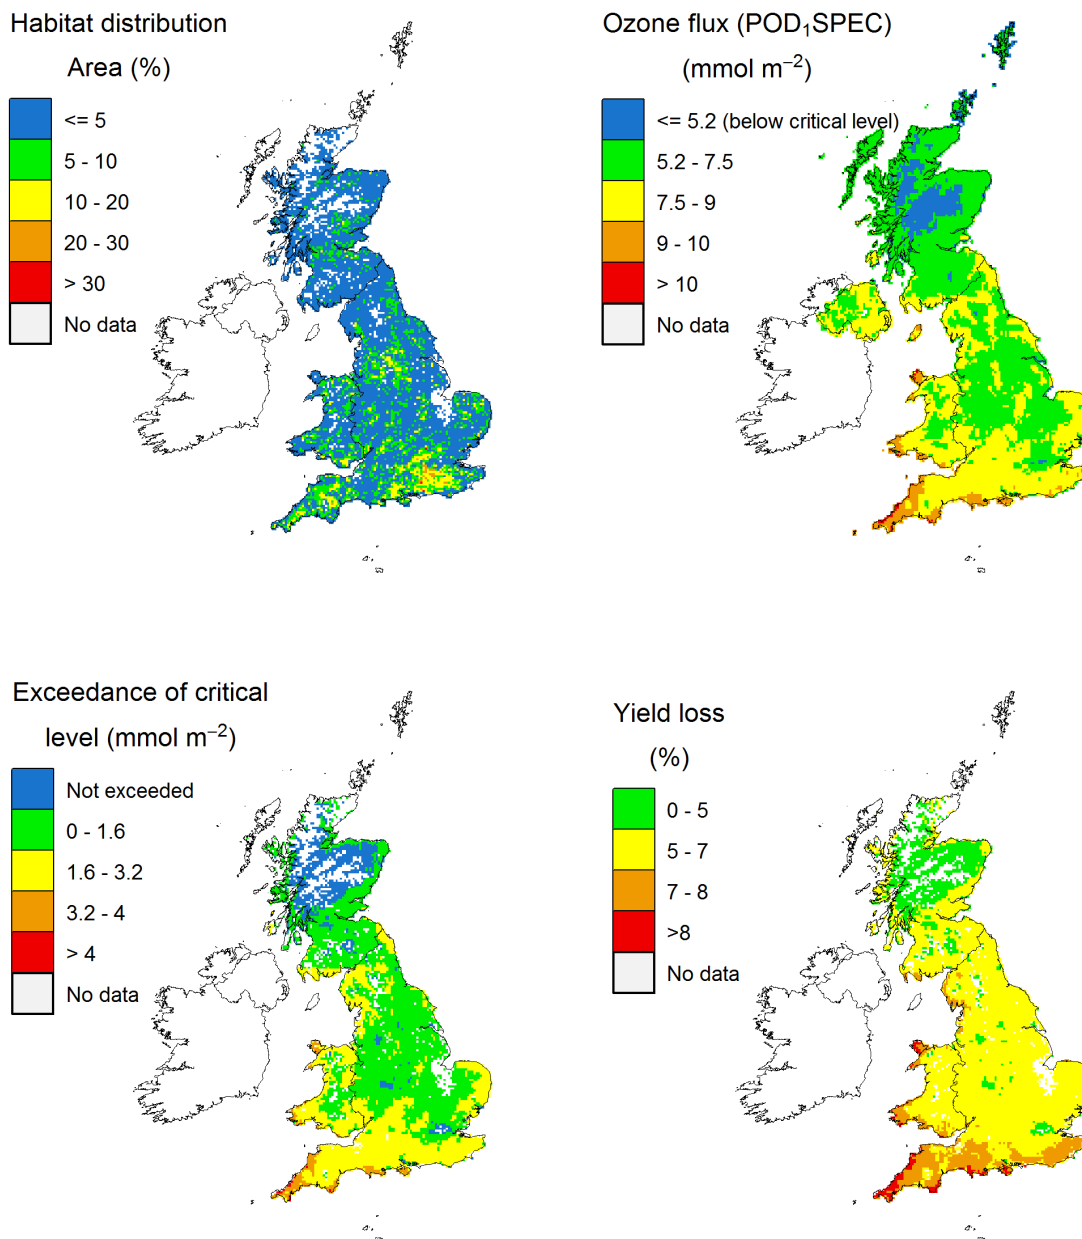 Habitat distribution
Area (%)
<= 5
5 - 10
10 - 20
20 - 30
> 30
No data
Ozone flux (POD₁SPEC)
(mmol m⁻²)
<= 5.2 (below critical level)
5.2 - 7.5
7.5 - 9
9 - 10
> 10
No data
Exceedance of critical
level (mmol m⁻²)
Not exceeded
0 - 1.6
1.6 - 3.2
3.2 - 4
> 4
No data
Yield loss
(%)
0 - 5
5 - 7
7 - 8
>8
No data